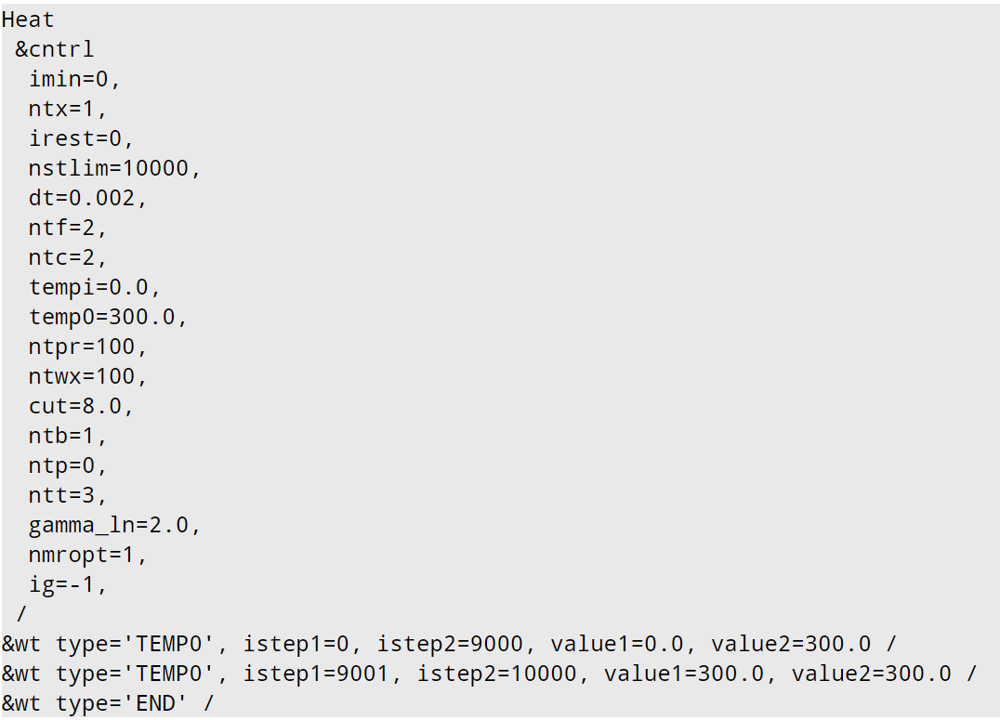 Heat
&cntrl
imin=0,
ntx=1,
irest=0,
nstlim=10000,
dt=0.002,
ntf=2,
ntc=2,
tempi=0.0,
temp0=300.0,
ntpr=100,
ntwx=100,
cut=8.0,
ntb=1,
ntp=0,
ntt=3,
gamma_ln=2.0,
nmropt=1,
ig=-1,
/
&wt type='TEMP0', istep1=0, istep2=9000, value1=0.0, value2=300.0 /
&wt type='TEMP0', istep1=9001, istep2=10000, value1=300.0, value2=300.0 /
&wt type='END' /